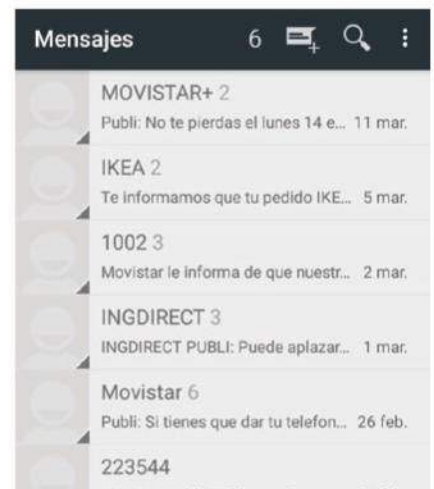 Mensajes 6
MOVISTAR+ 2
Publi: No te pierdas el lunes 14 e... 11 mar.
IKEA 2
Te informamos que tu pedido IKE... 5 mar.
1002 3
Movistar le informa de que nuestr... 2 mar.
INGDIRECT 3
INGDIRECT PUBLI: Puede aplazar... 1 mar.
Movistar 6
Publi: Si tienes que dar tu telefon... 26 feb.
223544